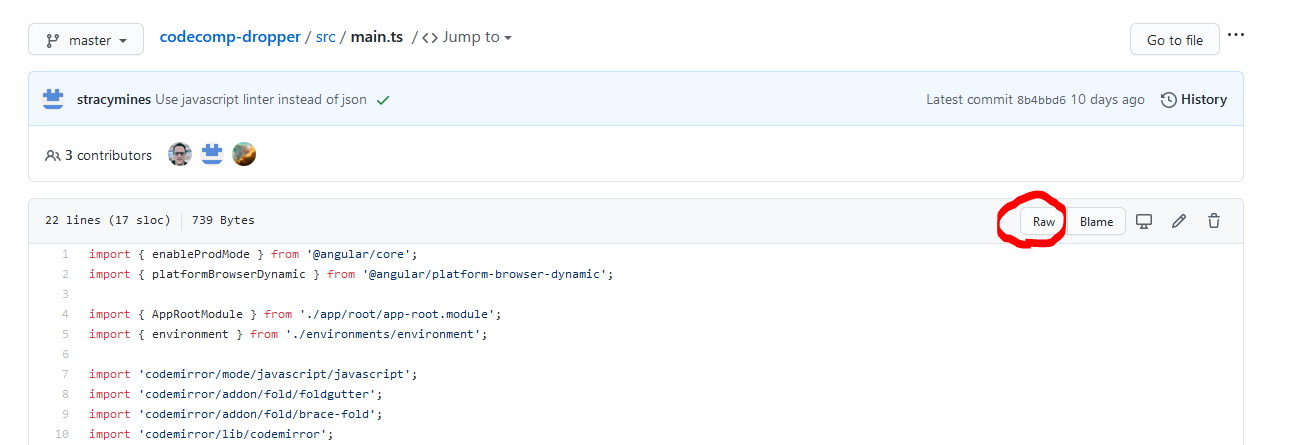 master codecomp-dropper / src / main.ts / <> Jump to Go to file ...
stracymines Use javascript linter instead of json Latest commit 8b4bbd6 10 days ago History
3 contributors
22 lines (17 sloc) 739 Bytes Raw Blame
1 import { enableProdMode } from '@angular/core';
2 import { platformBrowserDynamic } from '@angular/platform-browser-dynamic';
3
4 import { AppRootModule } from './app/root/app-root.module';
5 import { environment } from './environments/environment';
6
7 import 'codemirror/mode/javascript/javascript';
8 import 'codemirror/addon/fold/foldgutter';
9 import 'codemirror/addon/fold/brace-fold';
10 import 'codemirror/lib/codemirror';